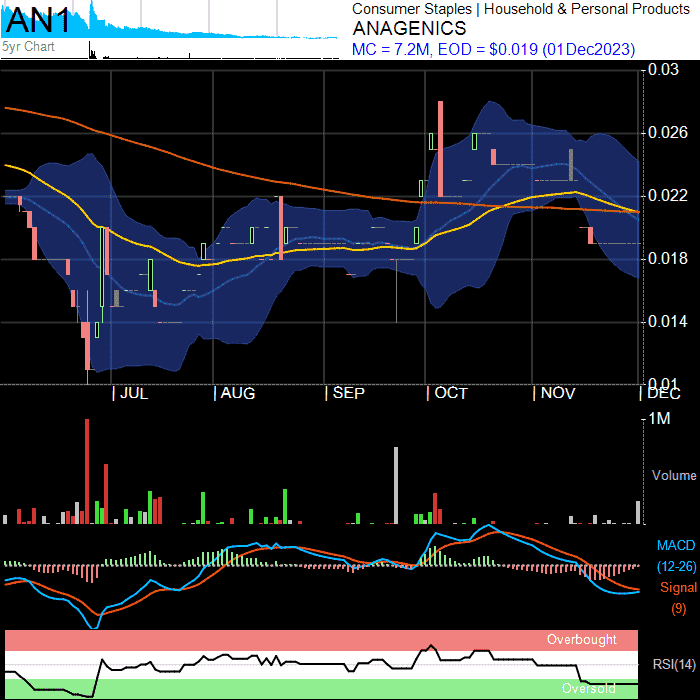 AN1
5yr Chart
Consumer Staples | Household & Personal Products
ANAGENICS
MC = 7.2M, EOD = $0.019 (01Dec2023)
0.03
0.026
0.022
0.018
0.014
0.01
JUL
AUG
SEP
OCT
NOV
DEC
1M
Volume
MACD
(12-26)
Signal
(9)
Overbought
RSI(14)
Oversold